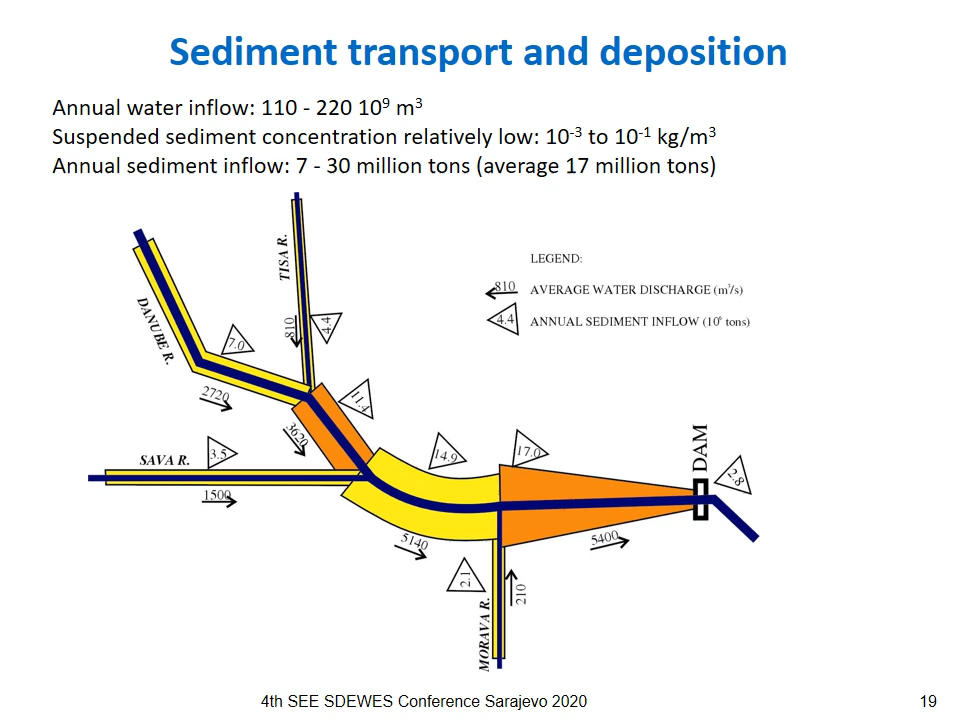 Sediment transport and deposition
Annual water inflow: 110 - 220 10⁹ m³
Suspended sediment concentration relatively low: 10⁻³ to 10⁻¹ kg/m³
Annual sediment inflow: 7 - 30 million tons (average 17 million tons)
TISA R.
810
4.4
LEGEND:
810 AVERAGE WATER DISCHARGE (m³/s)
4.4 ANNUAL SEDIMENT INFLOW (10⁶ tons)
DANUBE R.
7.0
2720
11.4
3620
SAVA R.
3.5
1500
14.9
17.0
DAM
2.8
5140
5400
2.1
210
MORAVA R.
4th SEE SDEWES Conference Sarajevo 2020
19